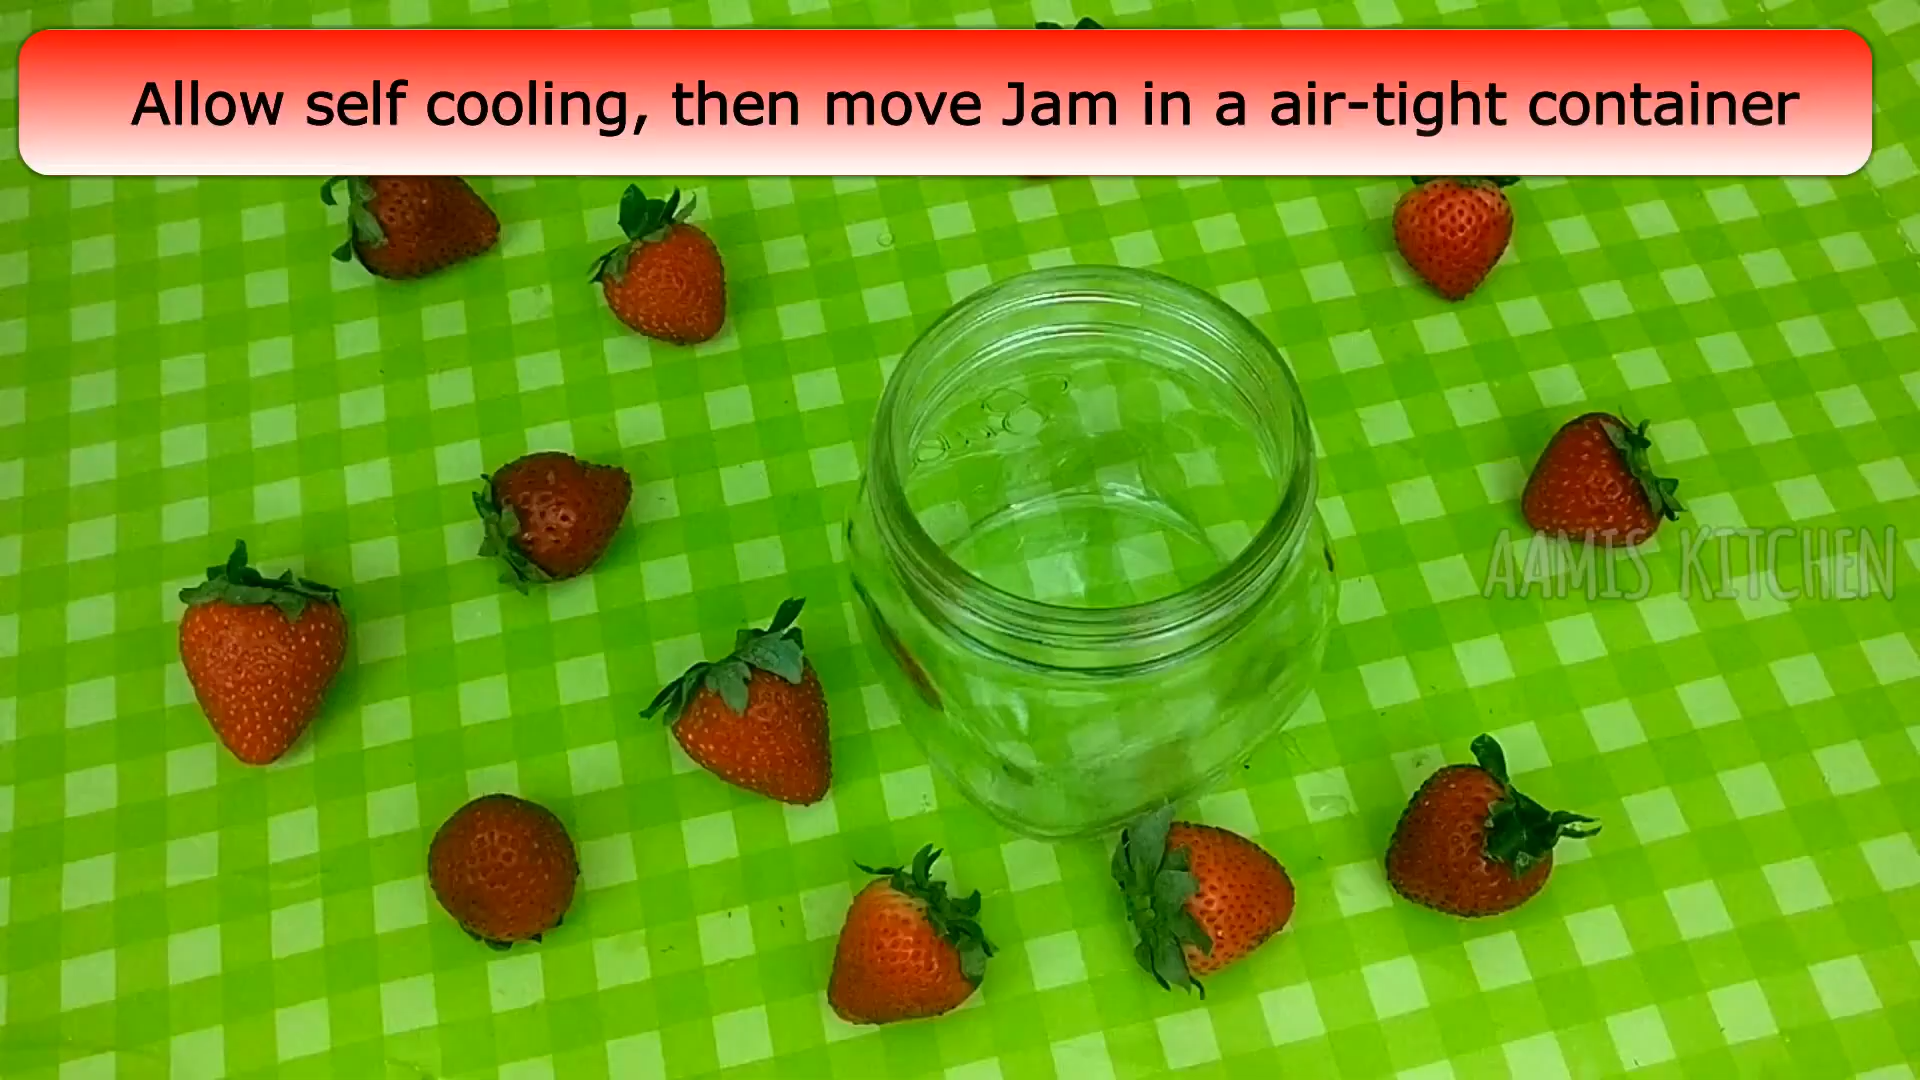 Allow self cooling, then move Jam in a air-tight container
AAMIS KITCHEN